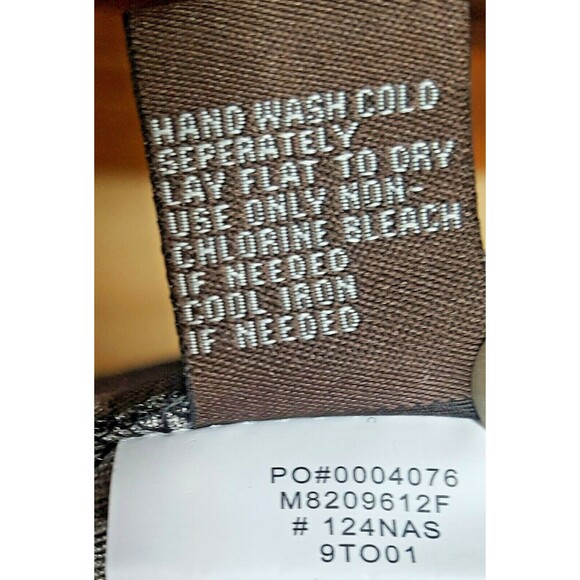 HAND WASH COLD
SEPERATELY
LAY FLAT TO DRY
USE ONLY NON-
CHLORINE BLEACH
IF NEEDED
COOL IRON
IF NEEDED
PO#0004076
M8209612F
# 124NAS
9TO01